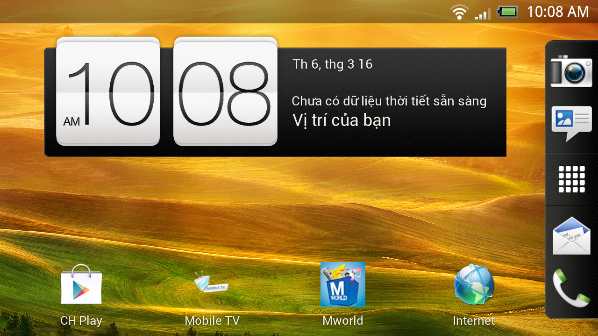 10:08 AM
AM 10 08
Th 6, thg 3 16
Chưa có dữ liệu thời tiết sẵn sàng
Vị trí của bạn
M
WORLD
CH Play
Mobile TV
Mworld
Internet